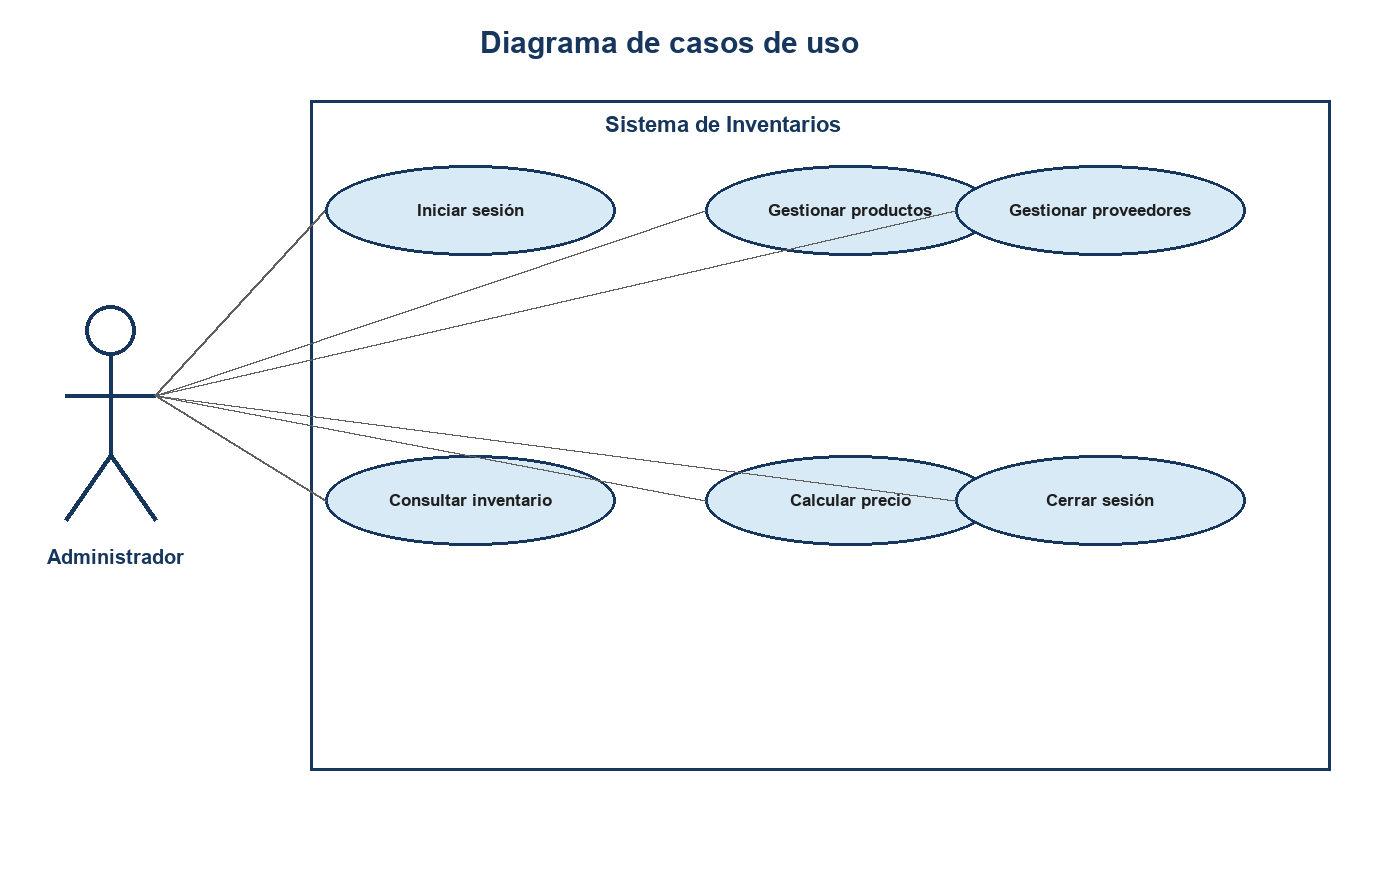 Diagrama de casos de uso
Sistema de Inventarios
Iniciar sesión
Gestionar productos
Gestionar proveedores
Consultar inventario
Calcular precio
Cerrar sesión
Administrador